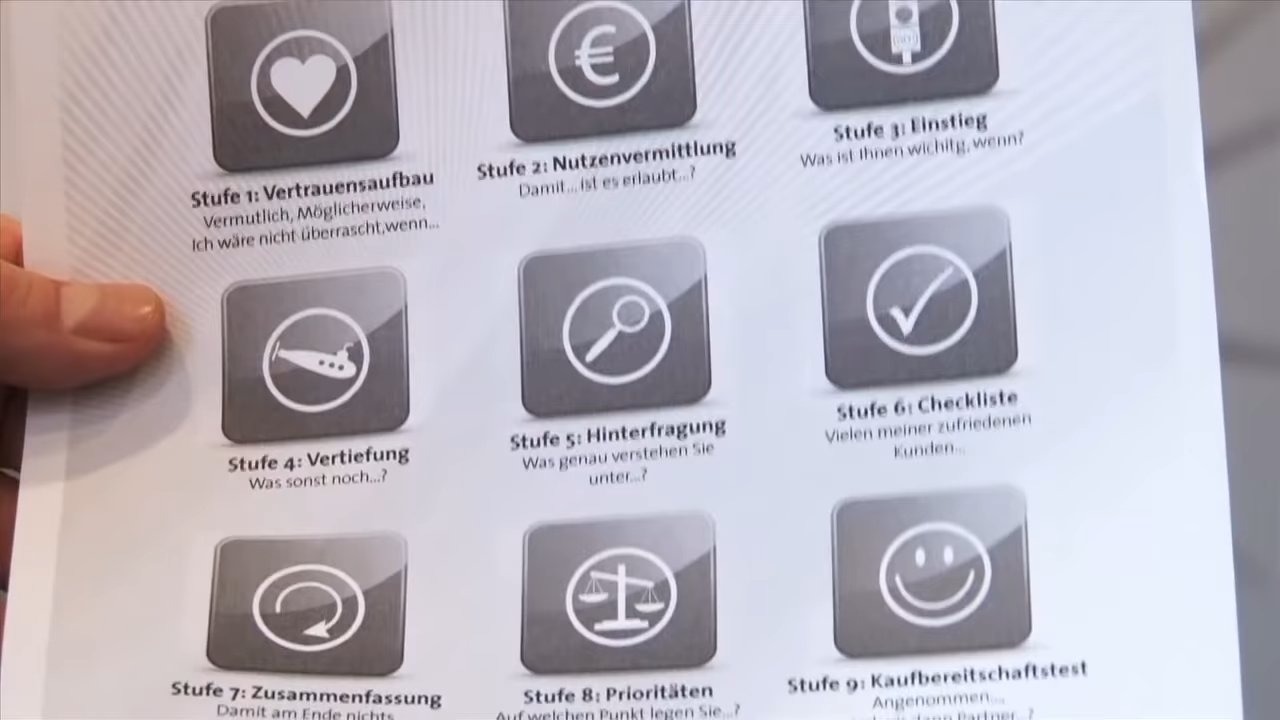 €
Stufe 1: Vertrauensaufbau
Vermutlich, Möglicherweise,
Ich wäre nicht überrascht,wenn...
Stufe 2: Nutzenvermittlung
Damit...ist es erlaubt...?
Stufe 3: Einstieg
Was ist Ihnen wichitg, wenn?
Stufe 4: Vertiefung
Was sonst noch...?
Stufe 5: Hinterfragung
Was genau verstehen Sie
unter...?
Stufe 6: Checkliste
Vielen meiner zufriedenen
Kunden...
Stufe 7: Zusammenfassung
Damit am Ende nichts
Stufe 8: Prioritäten
Auf welchen Punkt legen Sie...?
Stufe 9: Kaufbereitschaftstest
Angenommen...
dann Partner...?